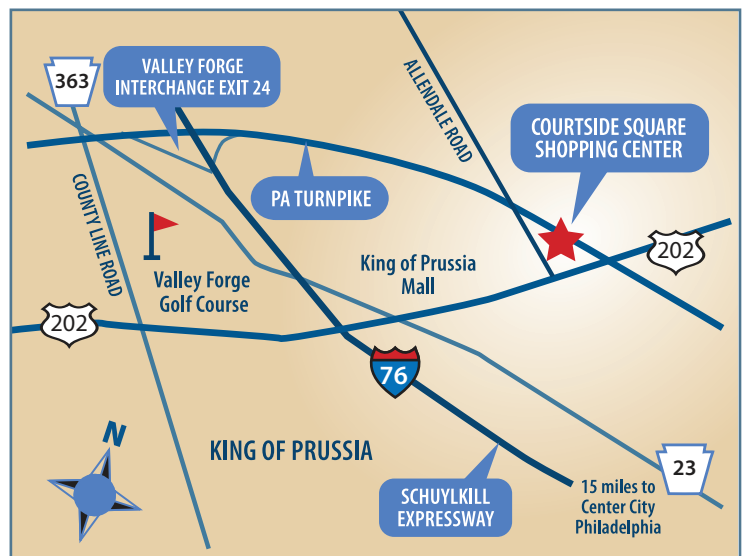 363
VALLEY FORGE
INTERCHANGE EXIT 24
ALLENDALE ROAD
COURTSIDE SQUARE
SHOPPING CENTER
PA TURNPIKE
COUNTY LINE ROAD
Valley Forge
Golf Course
King of Prussia
Mall
202
202
76
N
KING OF PRUSSIA
23
SCHUYLKILL
EXPRESSWAY
15 miles to
Center City
Philadelphia